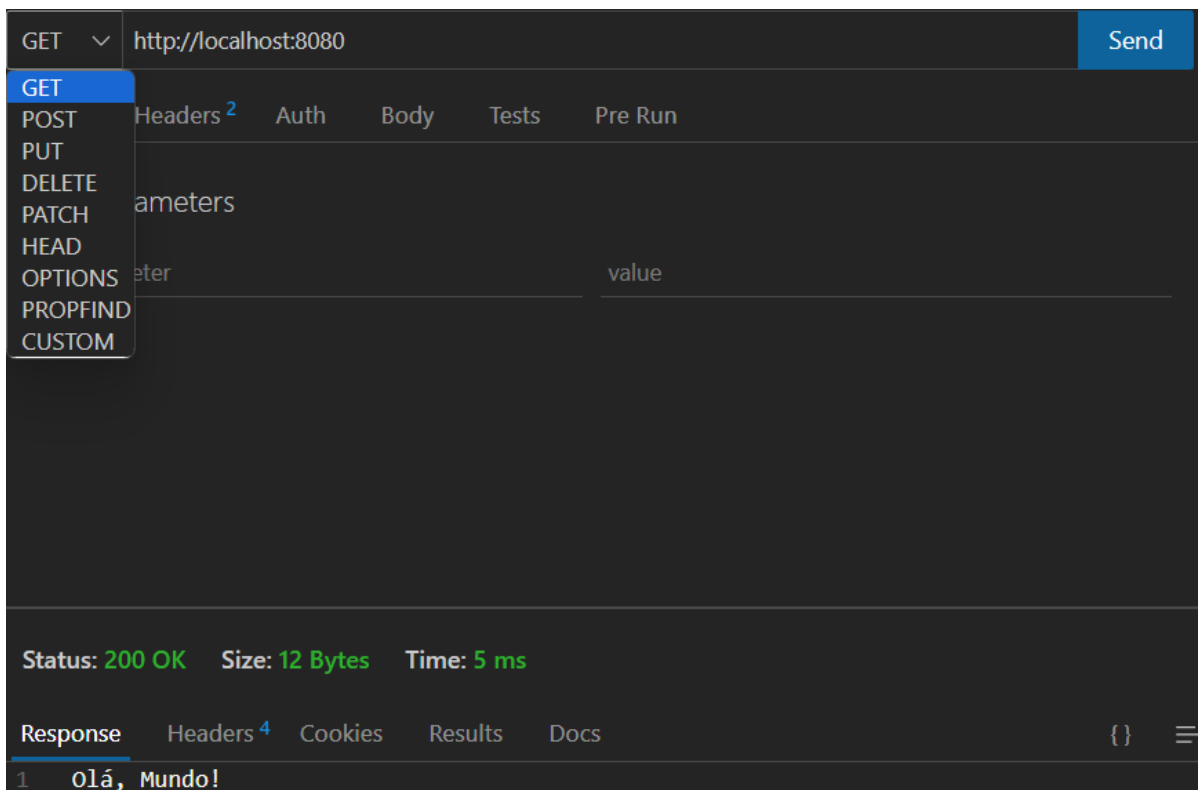 GET http://localhost:8080 Send
GET
POST
PUT
DELETE
PATCH
HEAD
OPTIONS
PROPFIND
CUSTOM
Headers 2 Auth Body Tests Pre Run
ameters
eter value
Status: 200 OK Size: 12 Bytes Time: 5 ms
Response Headers 4 Cookies Results Docs {}
1 Olá, Mundo!